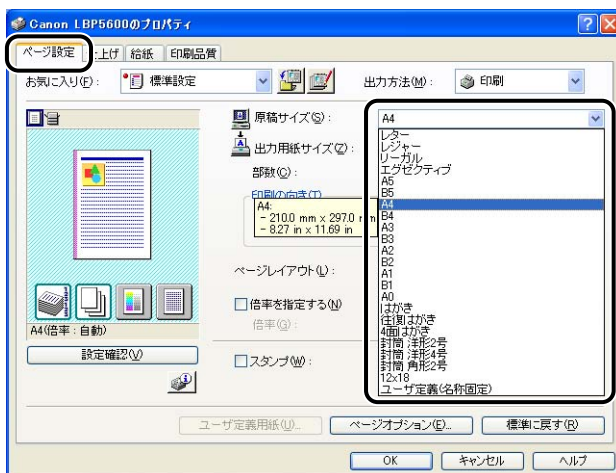 Canon LBP5600のプロパティ
ページ設定 上げ 給紙 印刷品質
お気に入り(F): 標準設定 出力方法(M): 印刷
原稿サイズ(S): A4
出力用紙サイズ(Z):
部数(C):
印刷の向き(T)
A4:
- 210.0 mm x 297.0 mm
- 8.27 in x 11.69 in
ページレイアウト(L):
倍率を指定する(N)
倍率(G):
スタンプ(W):
レター
レジャー
リーガル
エグゼクティブ
A5
B5
A4
B4
A3
B3
A2
B2
A1
B1
A0
はがき
往復はがき
4面はがき
封筒 洋形2号
封筒 洋形4号
封筒 角形2号
12x18
ユーザ定義(名称固定)
A4(倍率:自動)
設定確認(V)
ユーザ定義用紙(U)... ページオプション(E)... 標準に戻す(R)
OK キャンセル ヘルプ